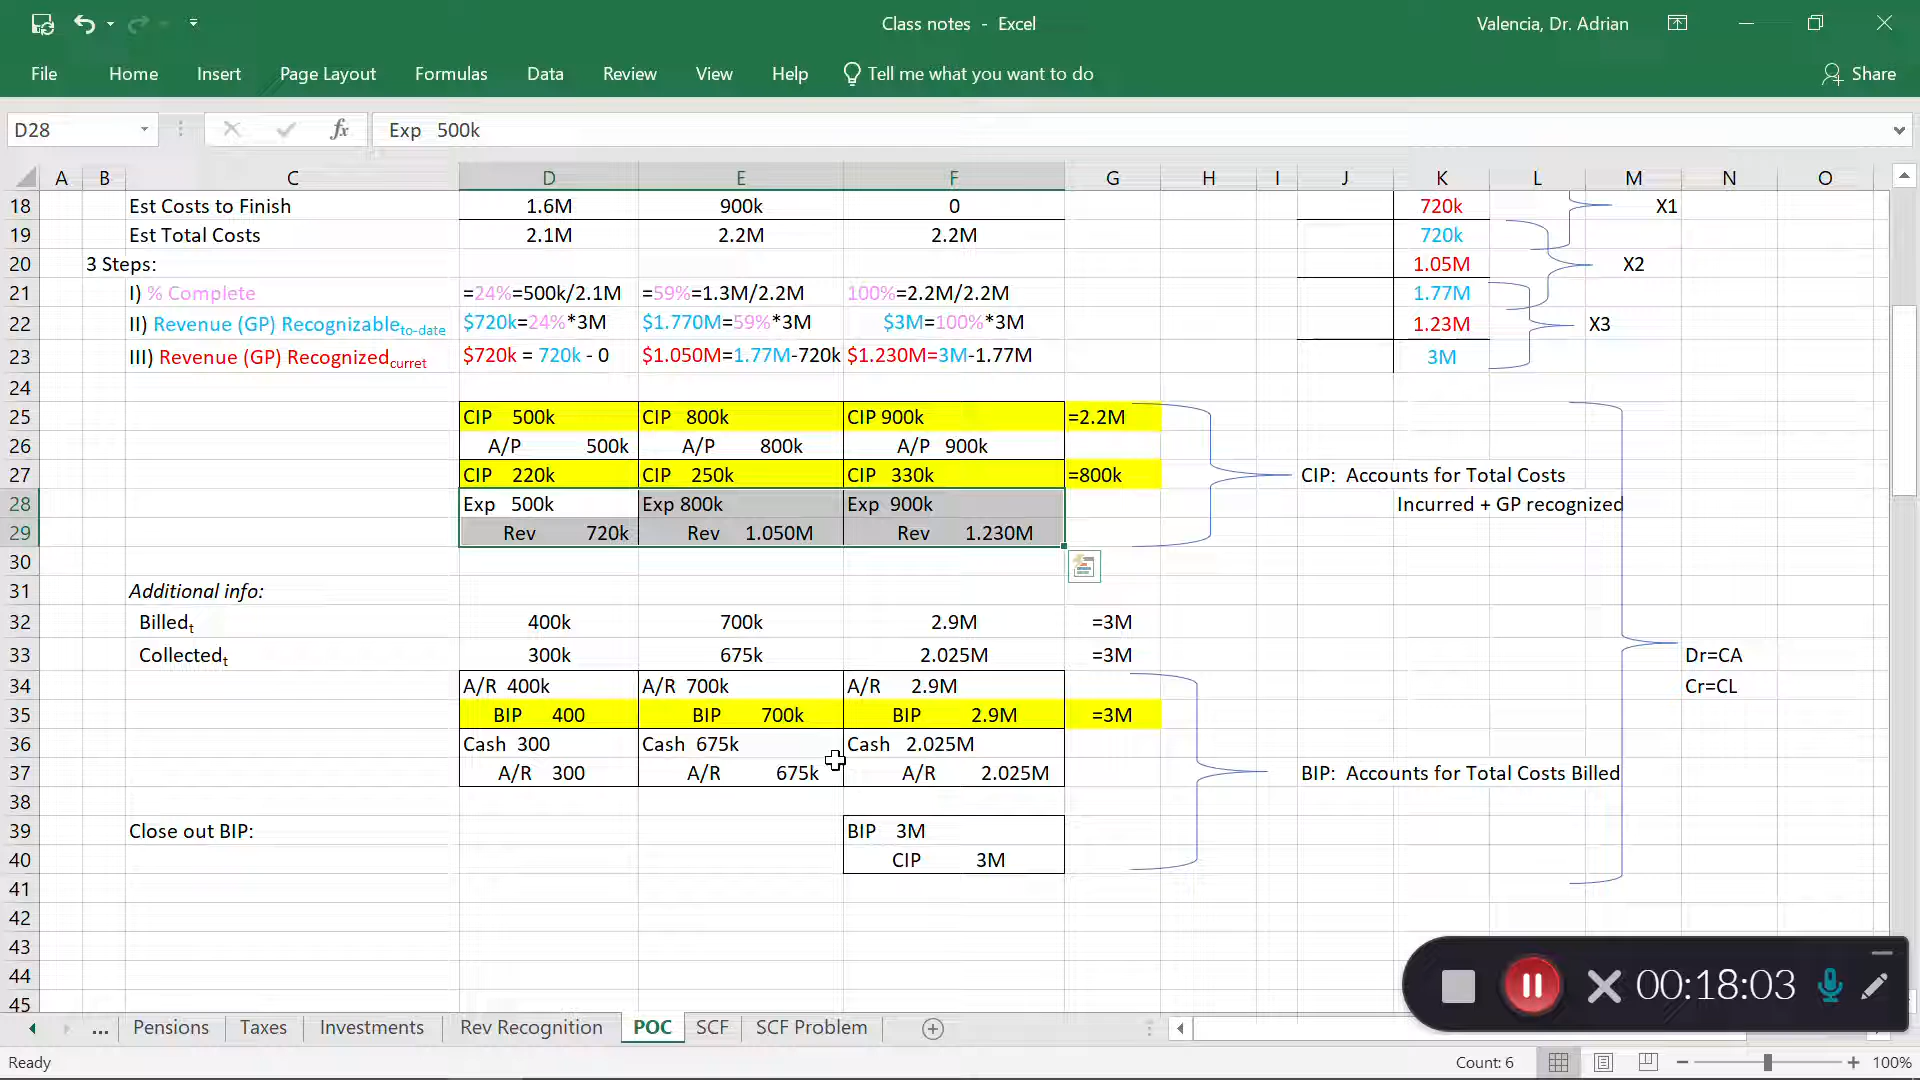 Class notes - Excel
Valencia, Dr. Adrian
File Home Insert Page Layout Formulas Data Review View Help Tell me what you want to do Share
D28 fx Exp 500k
A B C D E F G H I J K L M N O
18 Est Costs to Finish 1.6M 900k 0 720k X1
19 Est Total Costs 2.1M 2.2M 2.2M 720k
20 3 Steps: 1.05M X2
21 I) % Complete =24%=500k/2.1M =59%=1.3M/2.2M 100%=2.2M/2.2M 1.77M
22 II) Revenue (GP) Recognizable to-date $720k=24%*3M $1.770M=59%*3M $3M=100%*3M 1.23M X3
23 III) Revenue (GP) Recognized curret $720k = 720k - 0 $1.050M=1.77M-720k $1.230M=3M-1.77M 3M
24
25 CIP 500k CIP 800k CIP 900k =2.2M
26 A/P 500k A/P 800k A/P 900k
27 CIP 220k CIP 250k CIP 330k =800k CIP: Accounts for Total Costs
28 Exp 500k Exp 800k Exp 900k Incurred + GP recognized
29 Rev 720k Rev 1.050M Rev 1.230M
30
31 Additional info:
32 Billed t 400k 700k 2.9M =3M
33 Collected t 300k 675k 2.025M =3M Dr=CA
34 A/R 400k A/R 700k A/R 2.9M Cr=CL
35 BIP 400 BIP 700k BIP 2.9M =3M
36 Cash 300 Cash 675k Cash 2.025M
37 A/R 300 A/R 675k A/R 2.025M BIP: Accounts for Total Costs Billed
38
39 Close out BIP: BIP 3M
40 CIP 3M
41
42
43
44
45
00:18:03
... Pensions Taxes Investments Rev Recognition POC SCF SCF Problem
Ready Count: 6 100%